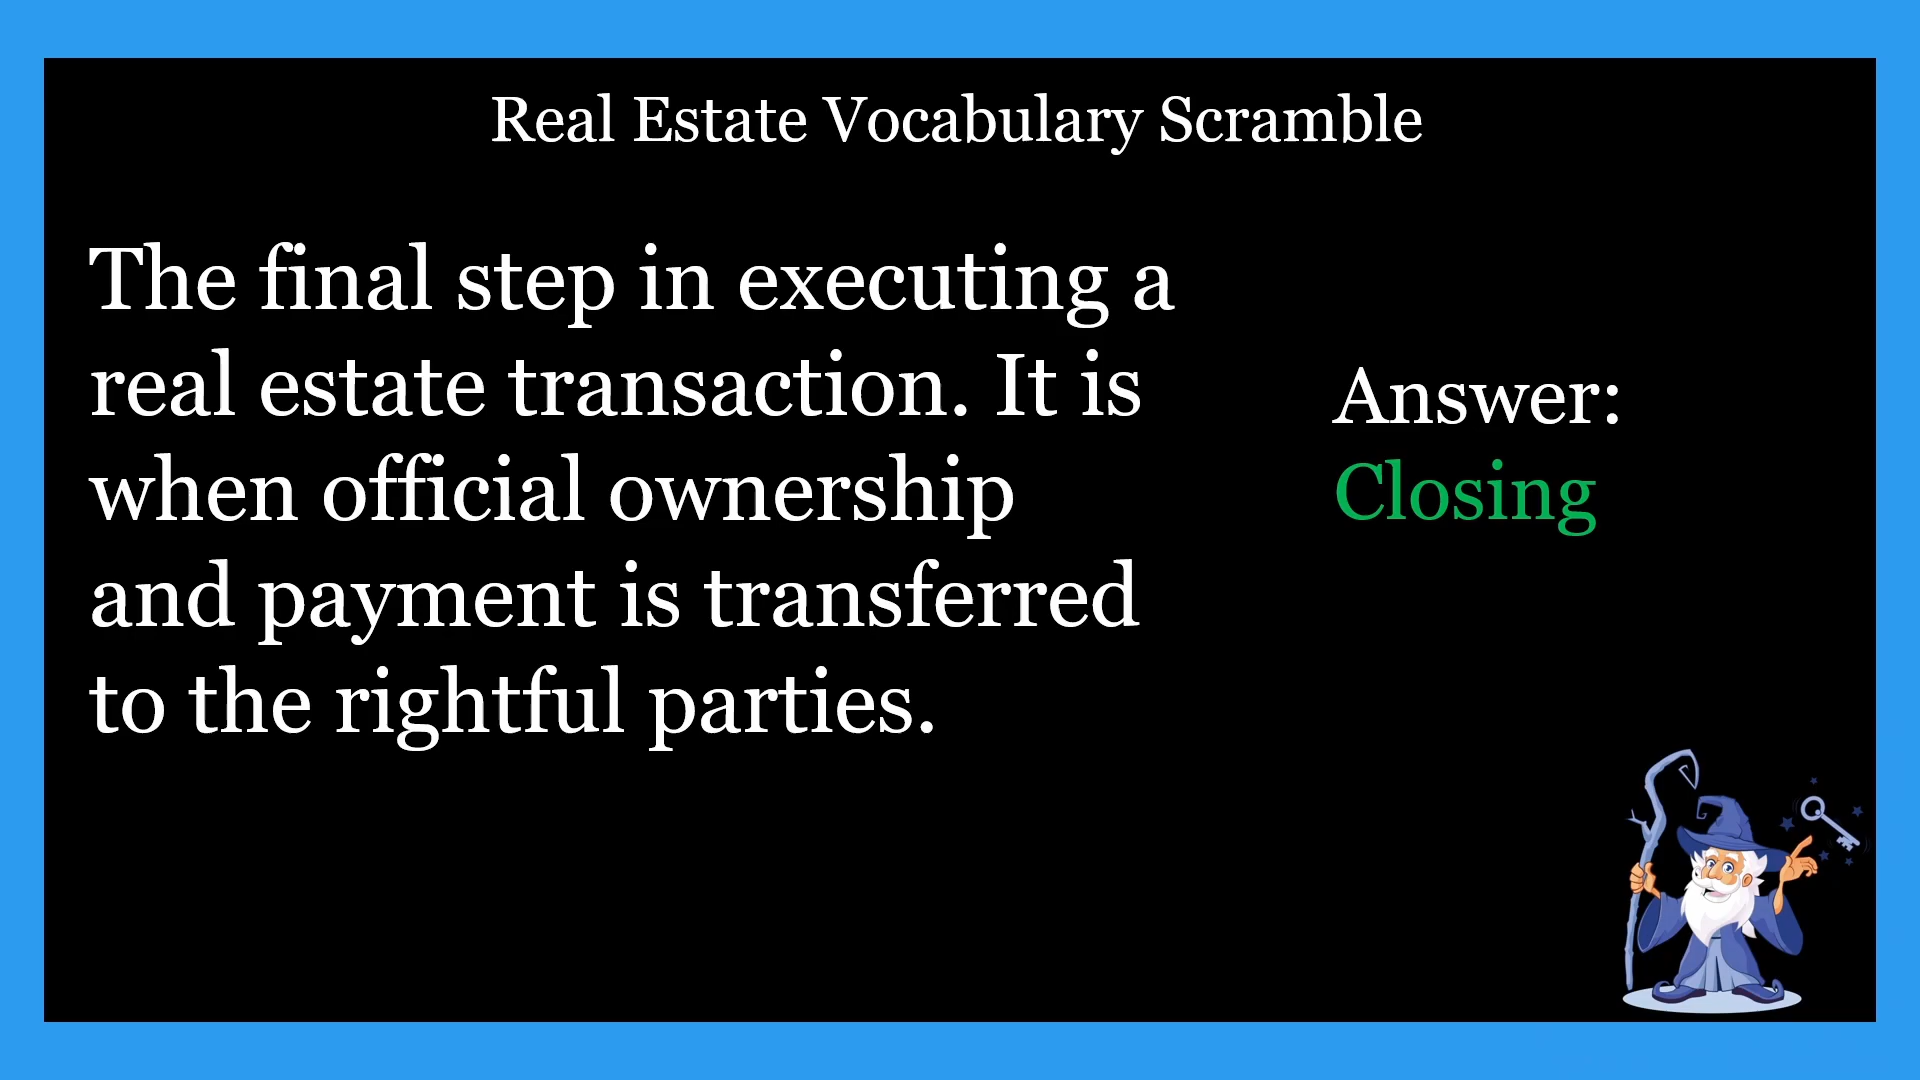 Real Estate Vocabulary Scramble
The final step in executing a
real estate transaction. It is
when official ownership
and payment is transferred
to the rightful parties.
Answer:
Closing